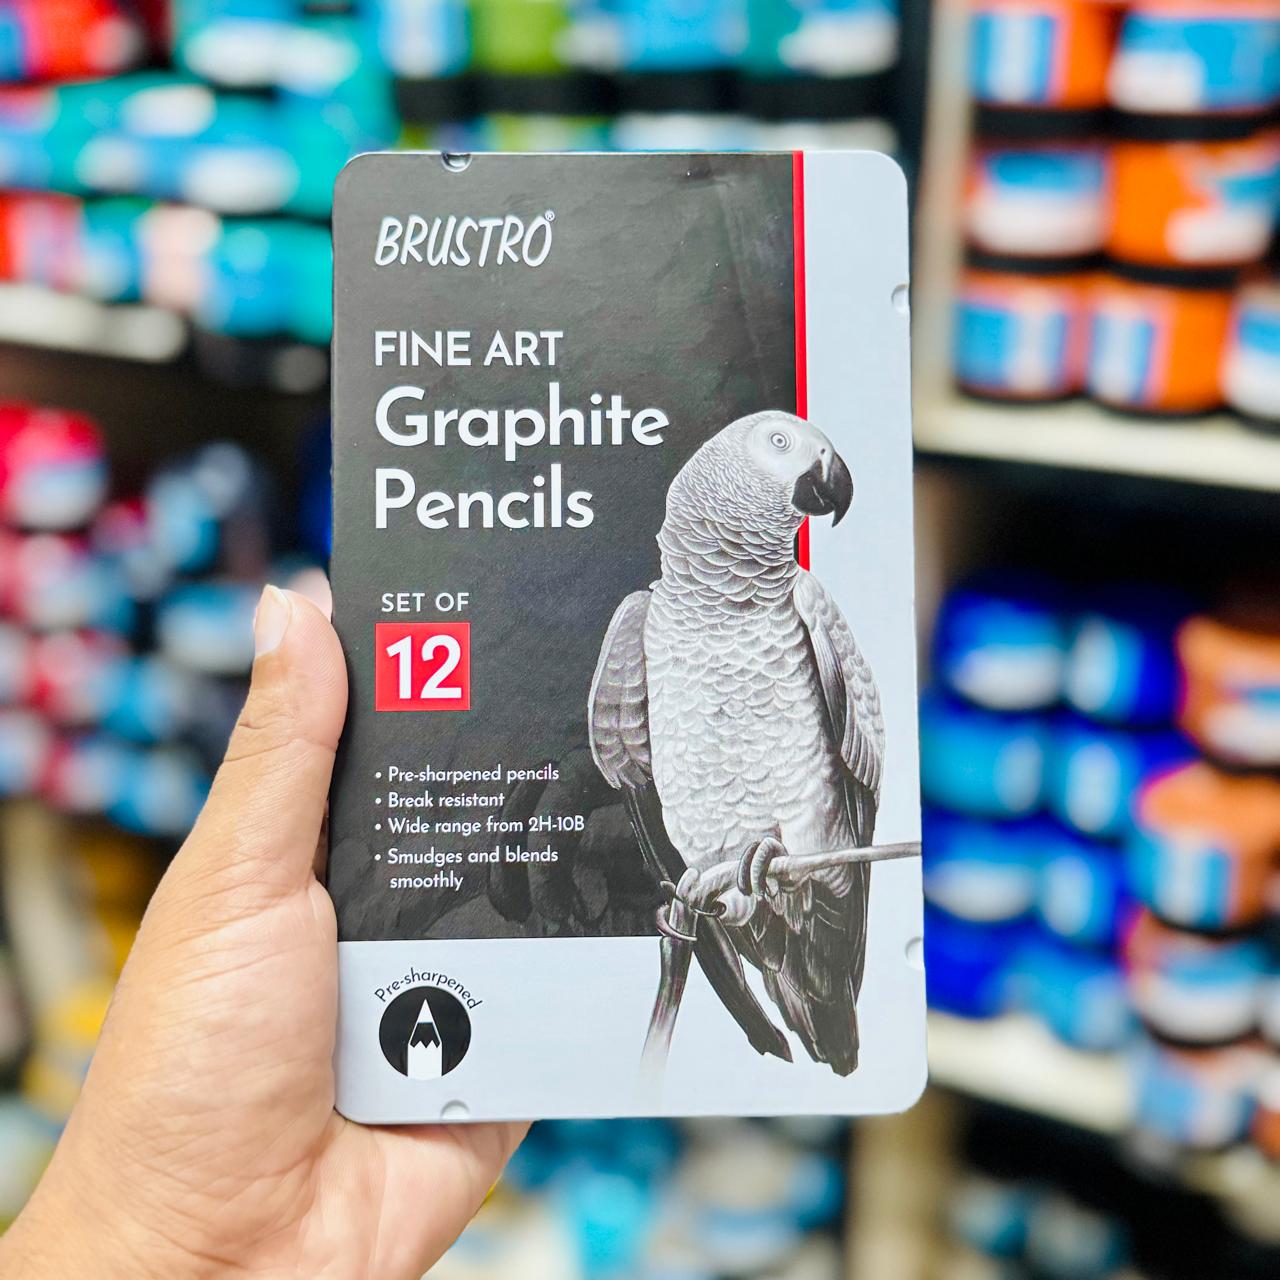 BRUSTRO®
FINE ART
Graphite
Pencils
SET OF
12
• Pre-sharpened pencils
• Break resistant
• Wide range from 2H-10B
• Smudges and blends
smoothly
Pre-sharpened